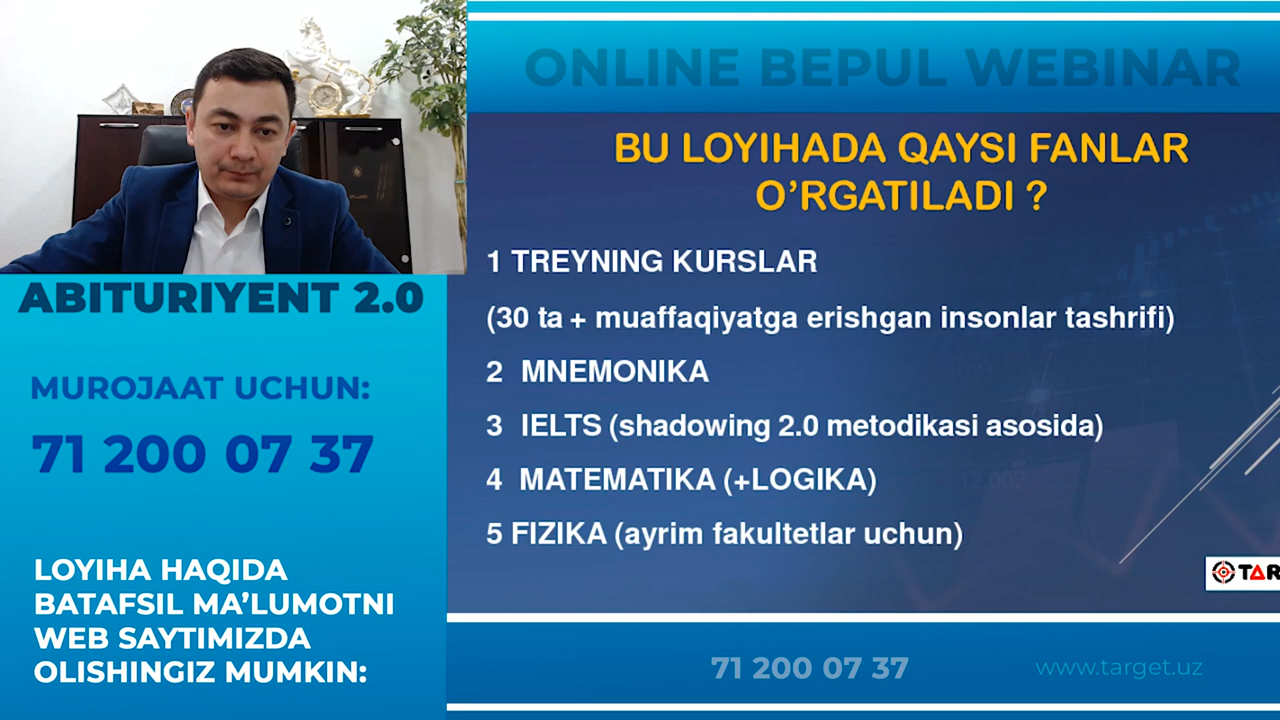 ONLINE BEPUL WEBINAR
BU LOYIHADA QAYSI FANLAR
O’RGATILADI ?
1 TREYNING KURSLAR
(30 ta + muaffaqiyatga erishgan insonlar tashrifi)
2 MNEMONIKA
3 IELTS (shadowing 2.0 metodikasi asosida)
4 MATEMATIKA (+LOGIKA)
5 FIZIKA (ayrim fakultetlar uchun)
ABITURIYENT 2.0
MUROJAAT UCHUN:
71 200 07 37
LOYIHA HAQIDA
BATAFSIL MA’LUMOTNI
WEB SAYTIMIZDA
OLISHINGIZ MUMKIN:
TAR
71 200 07 37
www.target.uz